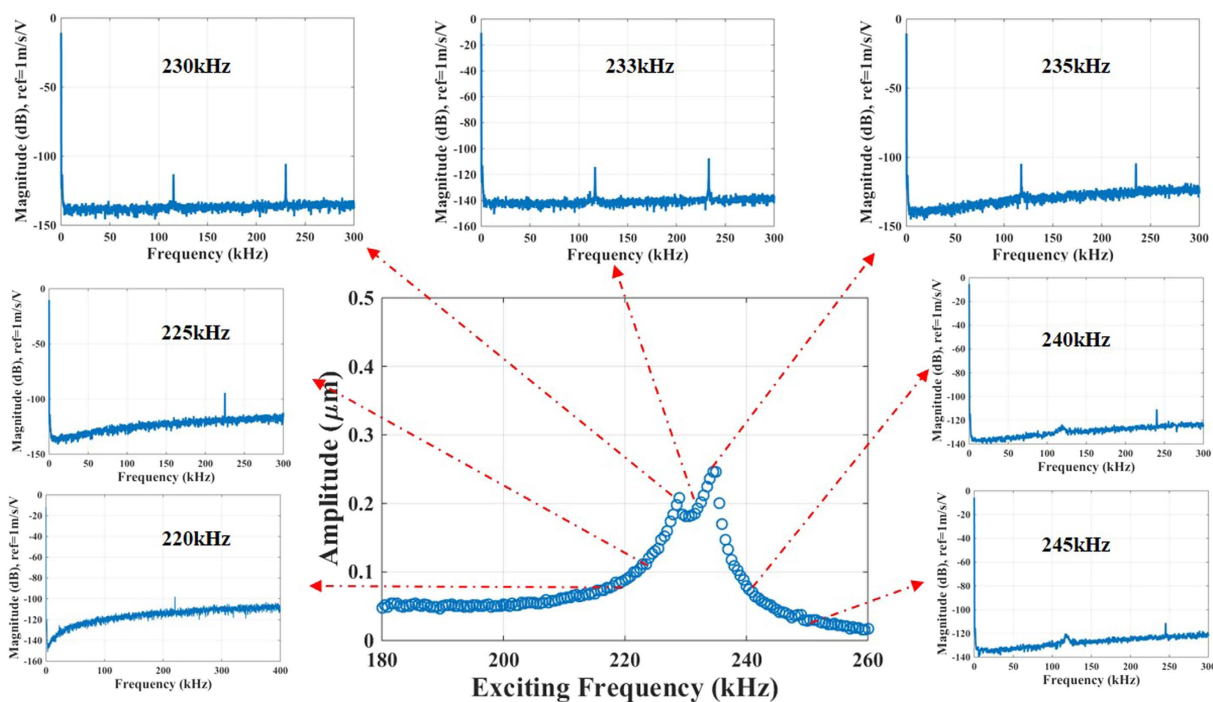 0
-50
-100
-150
Magnitude (dB), ref=1m/s/V
230kHz
0 50 100 150 200 250 300
Frequency (kHz)
0
-20
-40
-60
-80
-100
-120
-140
-160
Magnitude (dB), ref=1m/s/V
233kHz
0 50 100 150 200 250 300
Frequency (kHz)
0
-50
-100
-150
Magnitude (dB), ref=1m/s/V
235kHz
0 50 100 150 200 250 300
Frequency (kHz)
0
-50
-100
-150
Magnitude (dB), ref=1m/s/V
225kHz
0 50 100 150 200 250 300
Frequency (kHz)
0
-20
-40
-60
-80
-100
-120
-140
Magnitude (dB), ref=1m/s/V
240kHz
0 50 100 150 200 250 300
Frequency (kHz)
0
-20
-40
-60
-80
-100
-120
-140
-160
Magnitude (dB), ref=1m/s/V
220kHz
0 100 200 300 400
Frequency (kHz)
0
-20
-40
-60
-80
-100
-120
-140
Magnitude (dB), ref=1m/s/V
245kHz
0 50 100 150 200 250 300
Frequency (kHz)
0.5
0.4
0.3
0.2
0.1
0
Amplitude (μm)
180 200 220 240 260
Exciting Frequency (kHz)